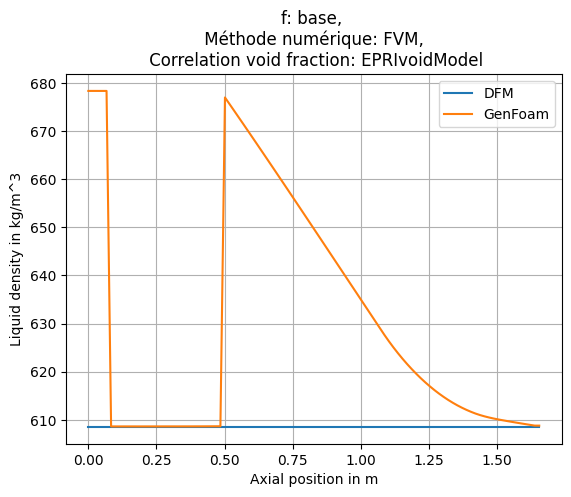 f: base,
Méthode numérique: FVM,
Correlation void fraction: EPRIvoidModel
DFM
GenFoam
Liquid density in kg/m^3
680
670
660
650
640
630
620
610
0.00 0.25 0.50 0.75 1.00 1.25 1.50
Axial position in m